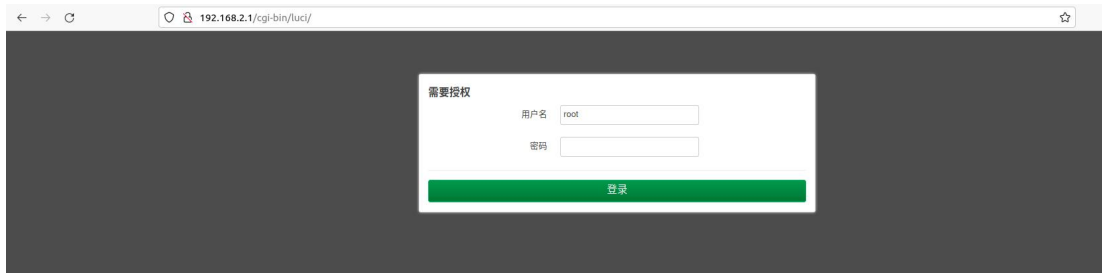 192.168.2.1/cgi-bin/luci/
需要授权
用户名 root
密码
登录